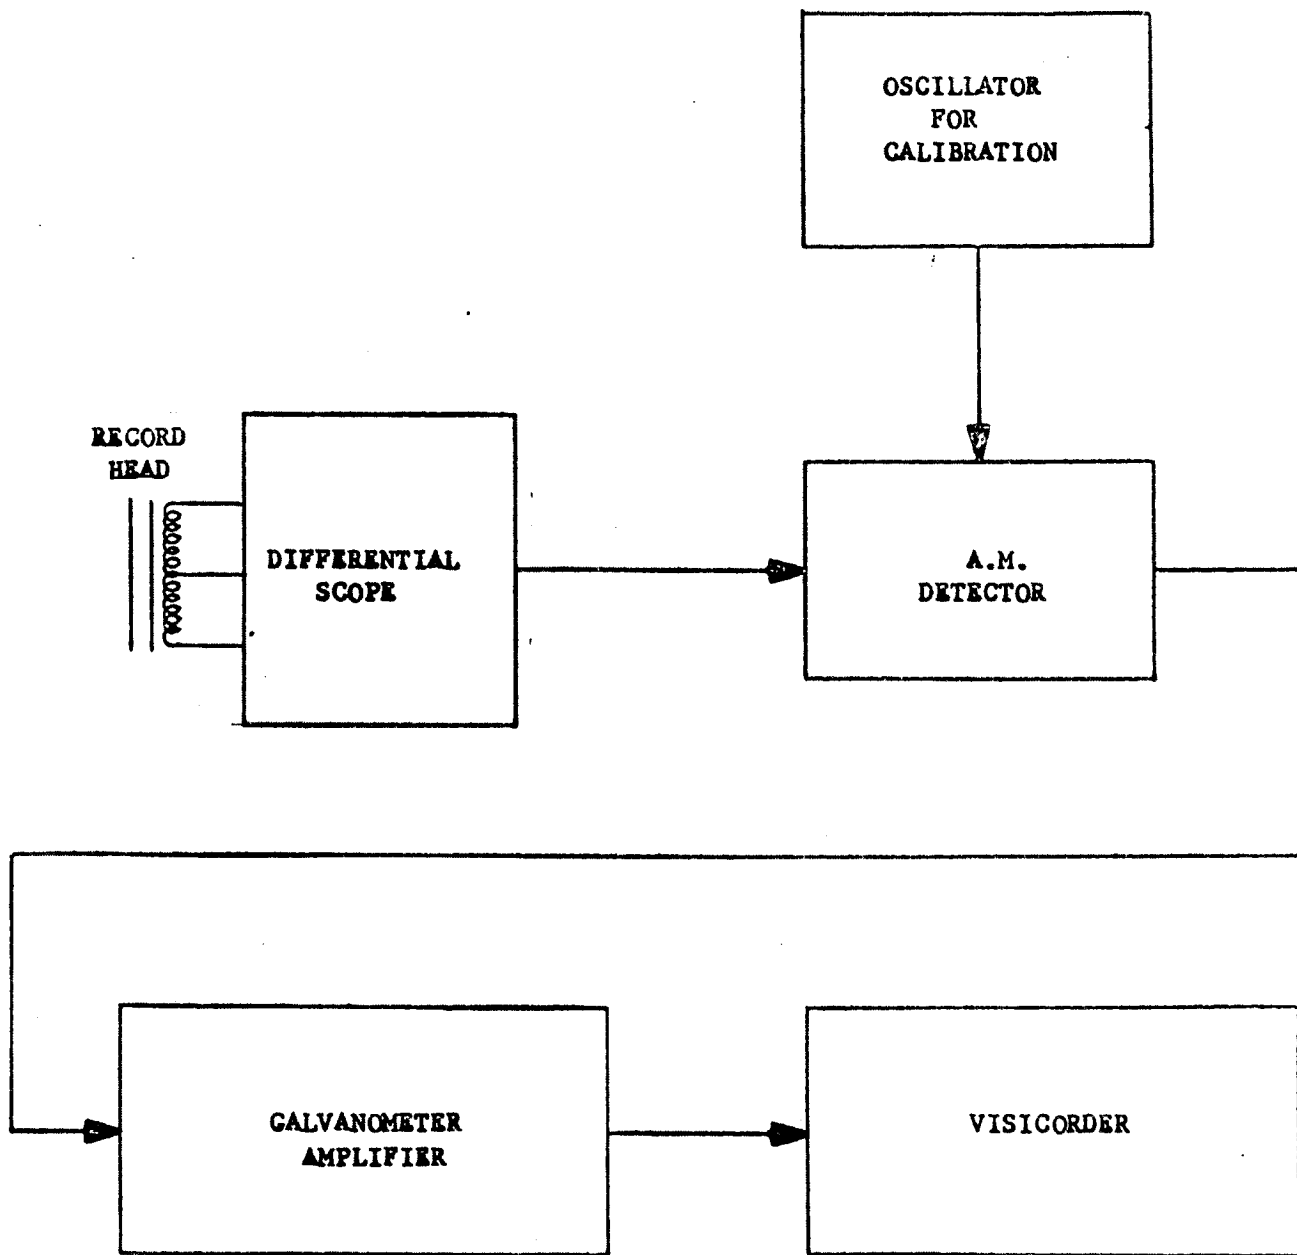 OSCILLATOR
FOR
CALIBRATION
RECORD
HEAD
DIFFERENTIAL
SCOPE
A.M.
DETECTOR
GALVANOMETER
AMPLIFIER
VISICORDER